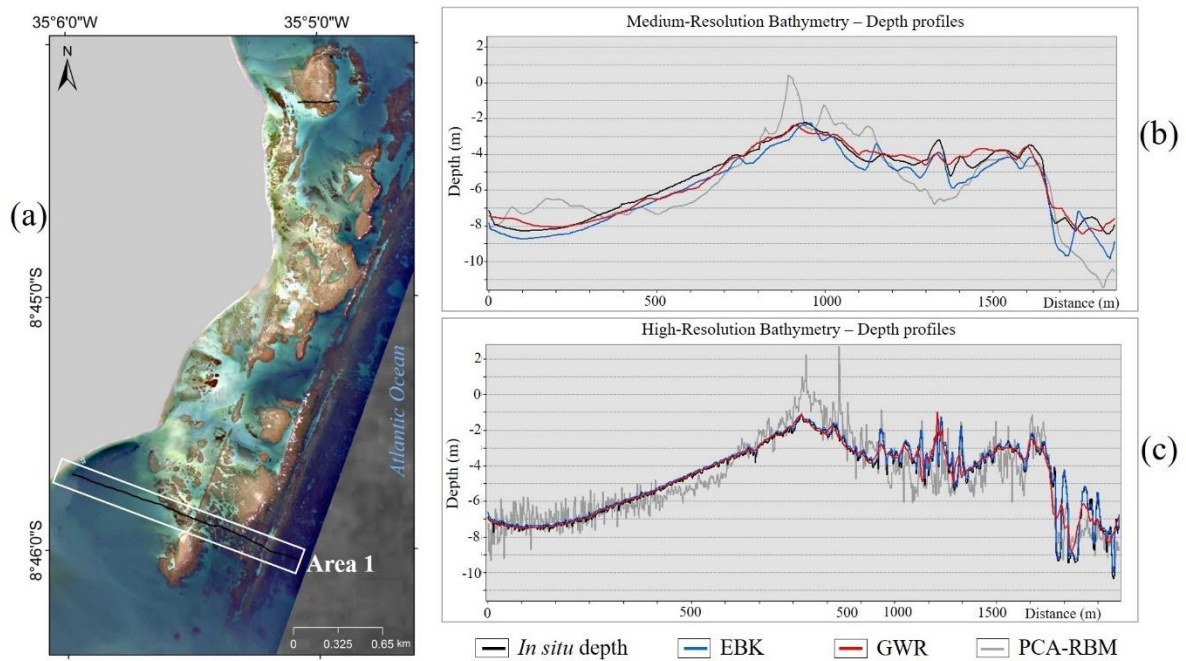 35°6'0"W
35°5'0"W
N
(a)
8°45'0"S
Atlantic Ocean
8°46'0"S
Area 1
0 0.325 0.65 km
Medium-Resolution Bathymetry – Depth profiles
2
0
-2
-4
-6
-8
-10
Depth (m)
0 500 1000 1500 Distance (m)
(b)
High-Resolution Bathymetry – Depth profiles
2
0
-2
-4
-6
-8
-10
Depth (m)
0 500 500 1000 1500 Distance (m)
(c)
In situ depth EBK GWR PCA-RBM